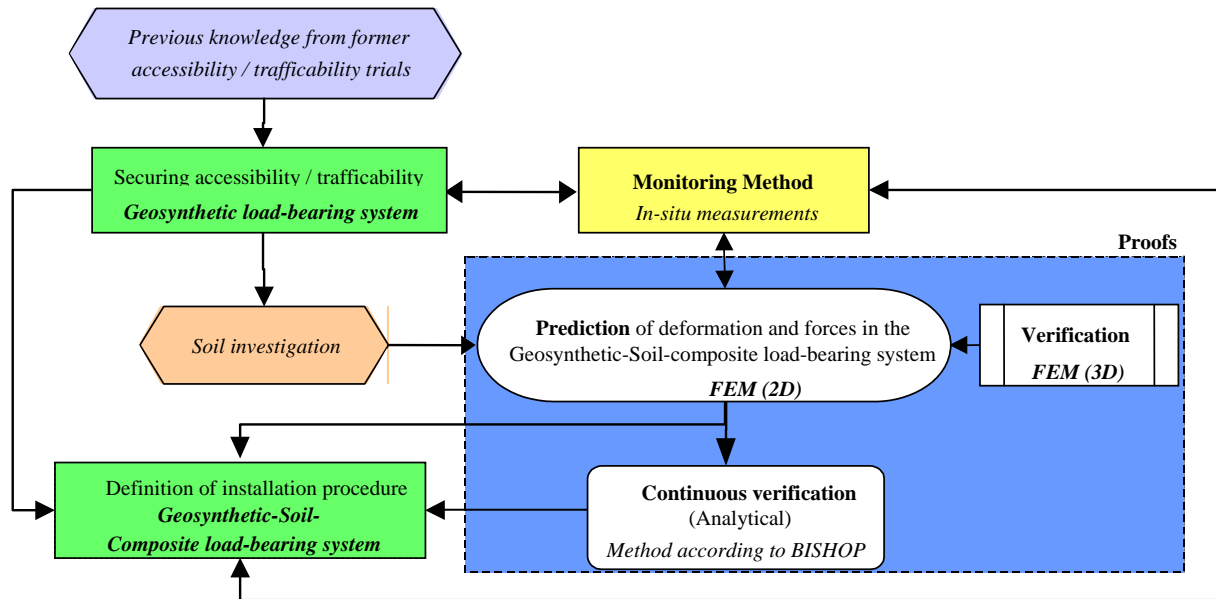 Previous knowledge from former
accessibility / trafficability trials
Securing accessibility / trafficability
Geosynthetic load-bearing system
Monitoring Method
In-situ measurements
Proofs
Soil investigation
Prediction of deformation and forces in the
Geosynthetic-Soil-composite load-bearing system
FEM (2D)
Verification
FEM (3D)
Definition of installation procedure
Geosynthetic-Soil-
Composite load-bearing system
Continuous verification
(Analytical)
Method according to BISHOP